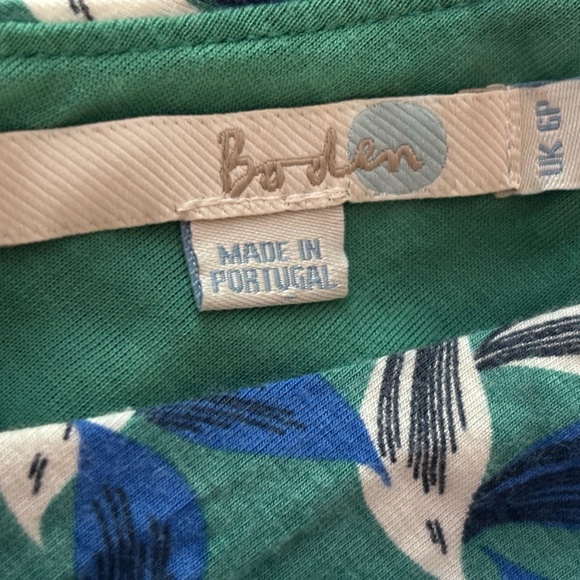 Boden
UK 6P
MADE IN
PORTUGAL